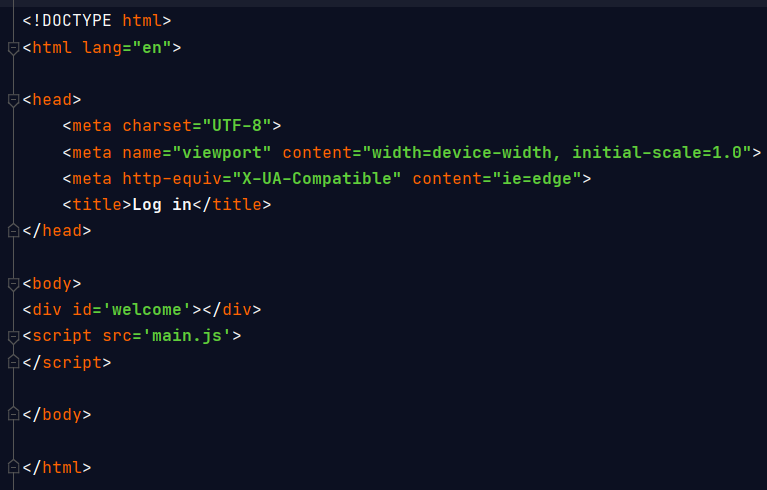 <!DOCTYPE html>
<html lang="en">
<head>
<meta charset="UTF-8">
<meta name="viewport" content="width=device-width, initial-scale=1.0">
<meta http-equiv="X-UA-Compatible" content="ie=edge">
<title>Log in</title>
</head>
<body>
<div id='welcome'></div>
<script src='main.js'>
</script>
</body>
</html>